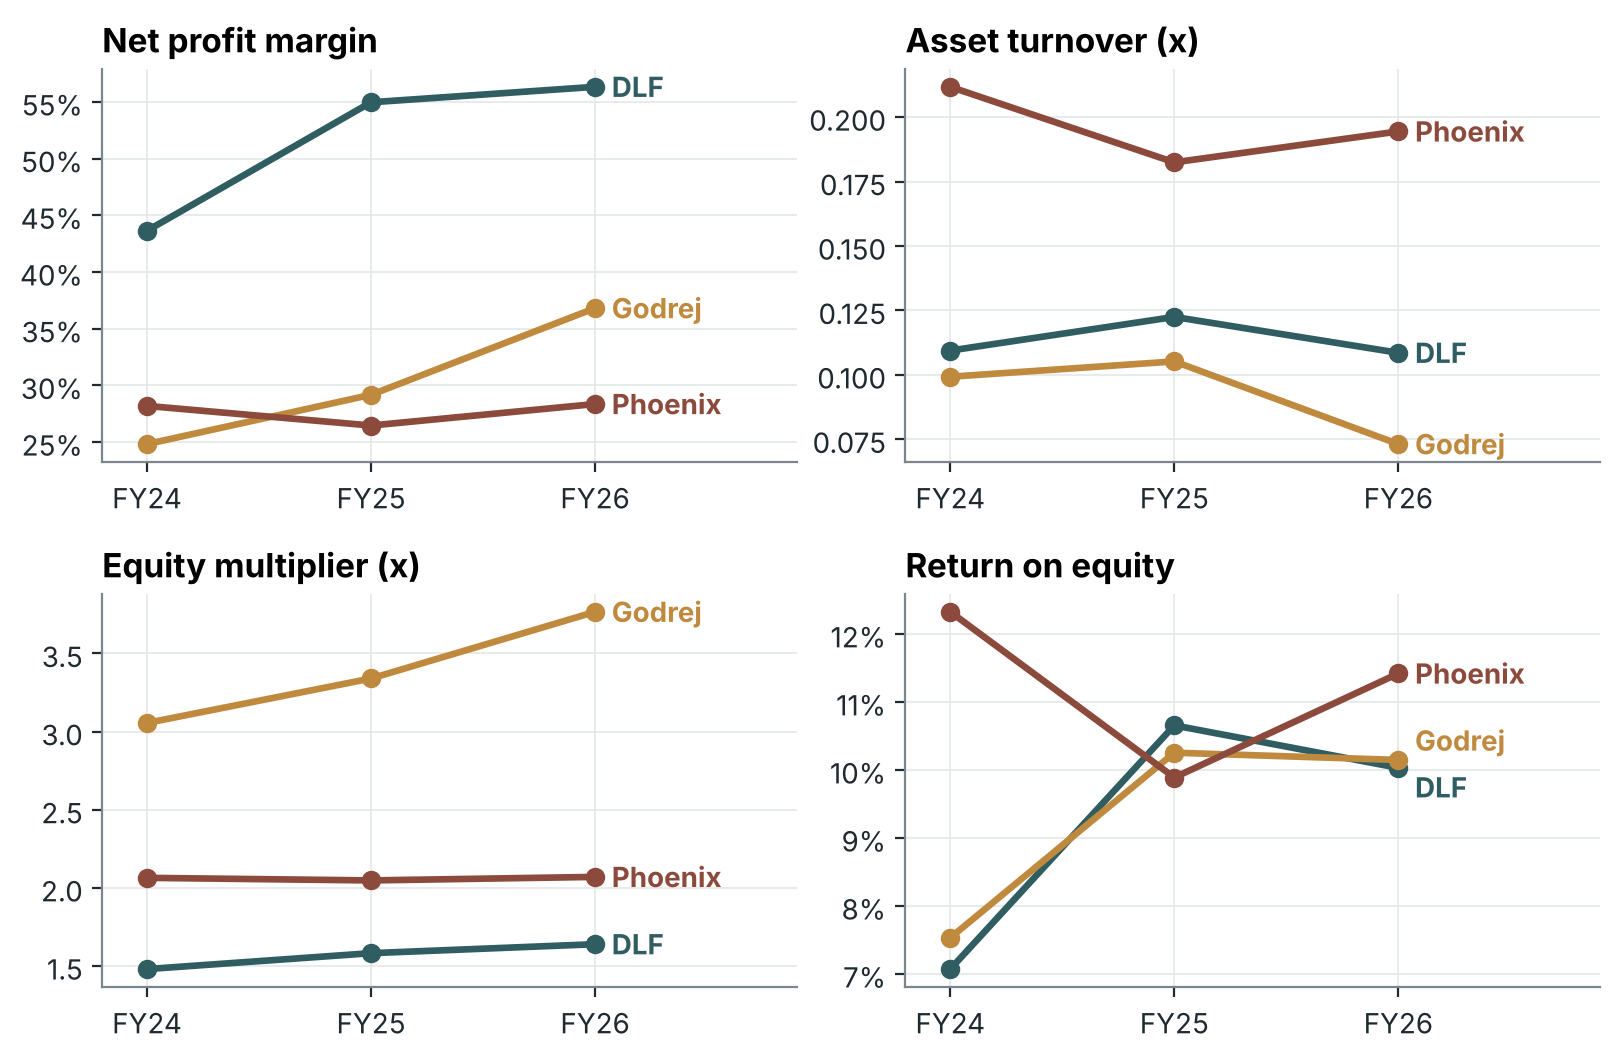 Net profit margin
55%
50%
45%
40%
35%
30%
25%
DLF
Godrej
Phoenix
FY24 FY25 FY26
Asset turnover (x)
0.200
0.175
0.150
0.125
0.100
0.075
Phoenix
DLF
Godrej
FY24 FY25 FY26
Equity multiplier (x)
3.5
3.0
2.5
2.0
1.5
Godrej
Phoenix
DLF
FY24 FY25 FY26
Return on equity
12%
11%
10%
9%
8%
7%
Phoenix
Godrej
DLF
FY24 FY25 FY26